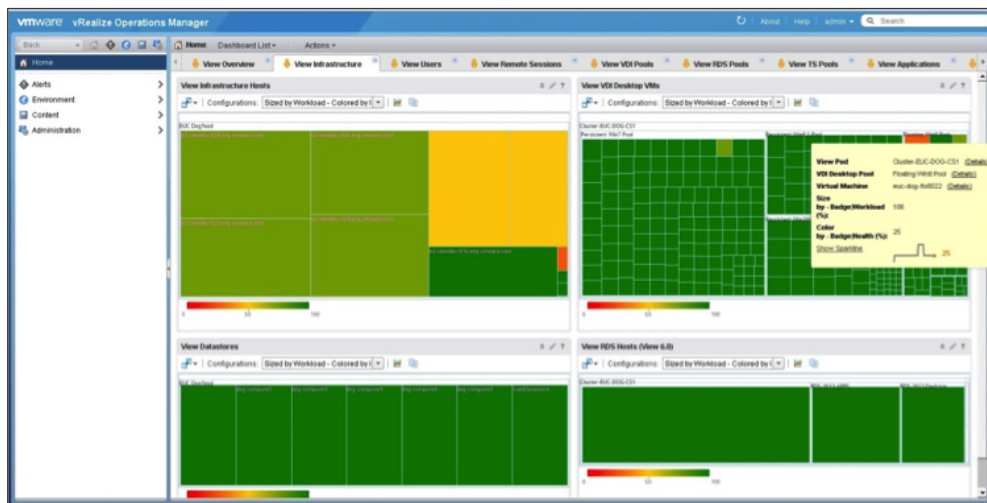 vmware vRealize Operations Manager
About Help admin Search
Back
Home Dashboard List Actions
Home
Alerts
Environment
Content
Administration
View Overview View Infrastructure View Users View Remote Sessions View VDI Pools View RDS Pools View TS Pools View Applications
View Infrastructure Hosts
Configurations: Sized by Workload - Colored by
EUC Dogfood
0 50 100
View VDI Desktop VMs
Configurations: Sized by Workload - Colored by
Cluster-EUC-DOG-CS1
Persistent Win7 Pool
View Pod Cluster-EUC-DOG-CS1 (Details)
VDI Desktop Pool Floating Win8 Pool (Details)
Virtual Machine (Details)
Size
by - Badge|Workload
(%):
Color
by - Badge|Health (%): 25
Show Sparkline 25
0 50 100
View Datastores
Configurations: Sized by Workload - Colored by
EUC Dogfood
View RDS Hosts (View 6.0)
Configurations: Sized by Workload - Colored by
Cluster-EUC-DOG-CS1
0 50 100